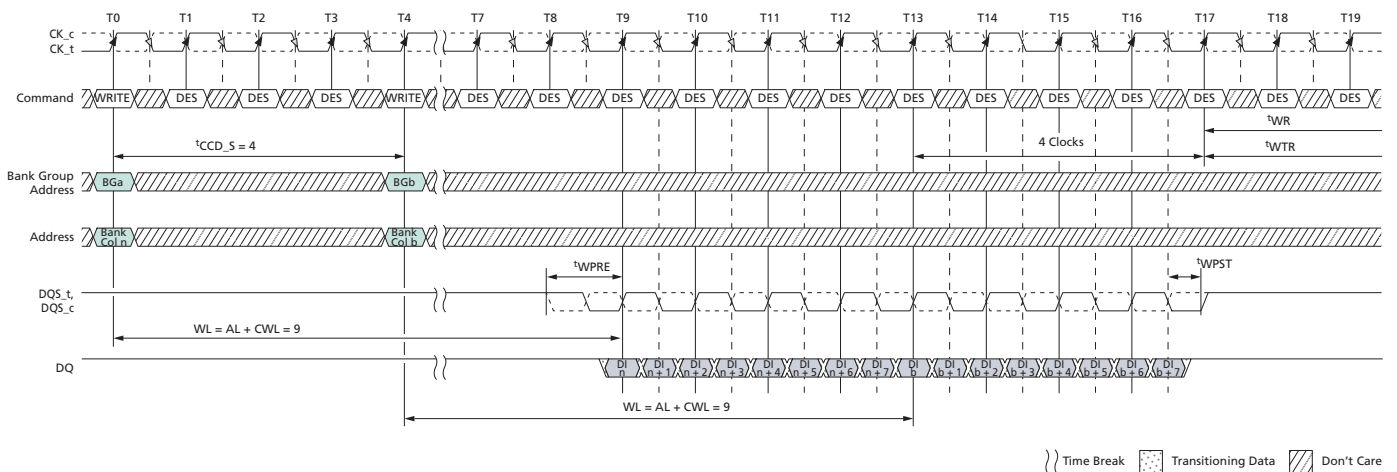 T0 T1 T2 T3 T4 T7 T8 T9 T10 T11 T12 T13 T14 T15 T16 T17 T18 T19
CK_c
CK_t
Command WRITE DES DES DES WRITE DES DES DES DES DES DES DES DES DES DES DES DES DES
tWR
tCCD_S = 4 4 Clocks tWTR
Bank Group
Address BGa BGb
Address Bank
Col n Bank
Col b
tWPRE tWPST
DQS_t,
DQS_c
WL = AL + CWL = 9
DQ DI
n DI
n + 1 DI
n + 2 DI
n + 3 DI
n + 4 DI
n + 5 DI
n + 6 DI
n + 7 DI
b DI
b + 1 DI
b + 2 DI
b + 3 DI
b + 4 DI
b + 5 DI
b + 6 DI
b + 7
WL = AL + CWL = 9
Time Break Transitioning Data Don't Care